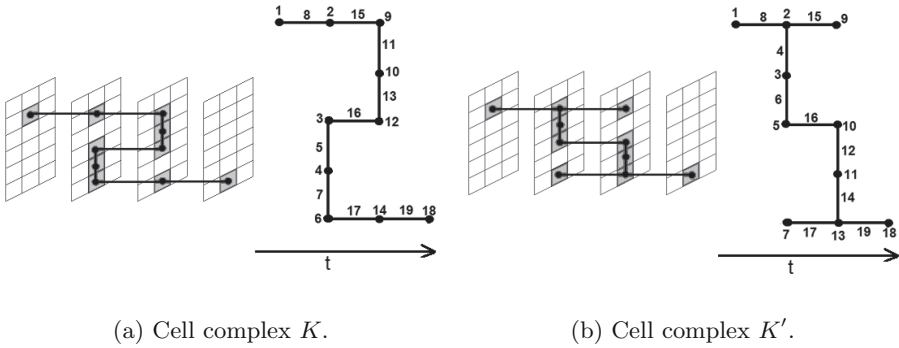 1 8 2 15 9
11
10
13
3 16 12
5
4
7
6 17 14 19 18
t
1 8 2 15 9
4
3
6
5 16 10
12
11
14
7 17 13 19 18
t
(a) Cell complex K.
(b) Cell complex K′.